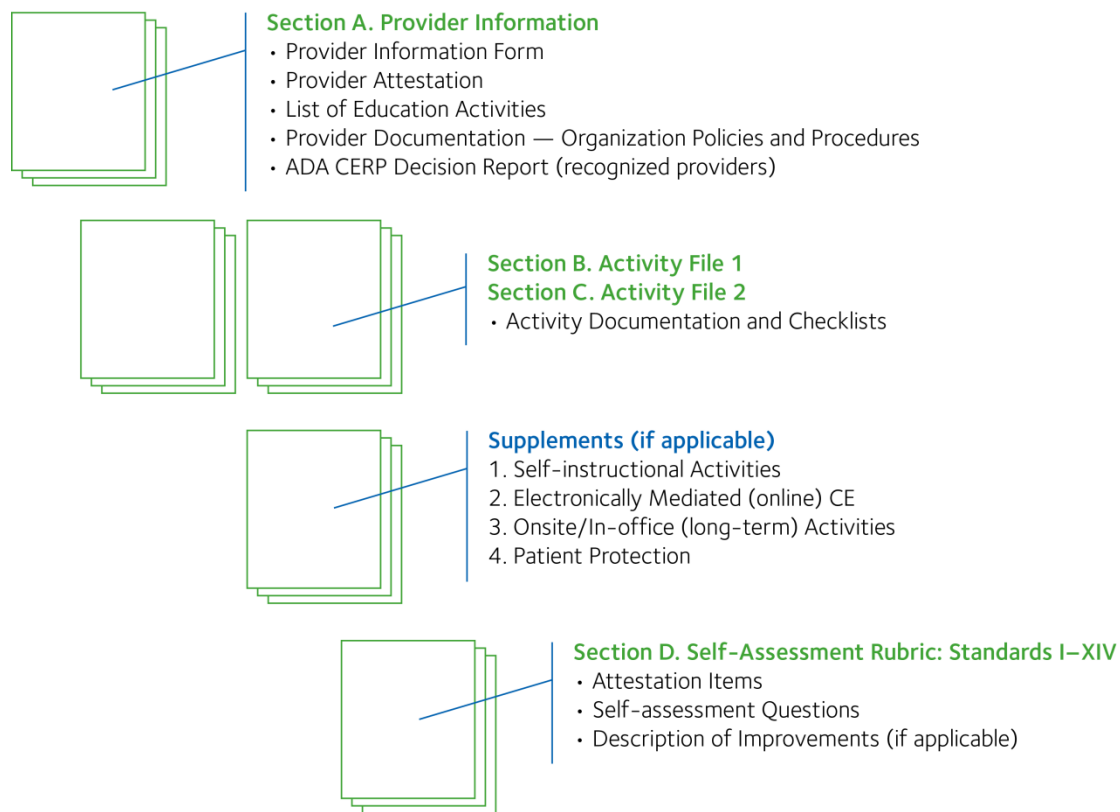 Section A. Provider Information
• Provider Information Form
• Provider Attestation
• List of Education Activities
• Provider Documentation — Organization Policies and Procedures
• ADA CERP Decision Report (recognized providers)
Section B. Activity File 1
Section C. Activity File 2
• Activity Documentation and Checklists
Supplements (if applicable)
1. Self-instructional Activities
2. Electronically Mediated (online) CE
3. Onsite/In-office (long-term) Activities
4. Patient Protection
Section D. Self-Assessment Rubric: Standards I–XIV
• Attestation Items
• Self-assessment Questions
• Description of Improvements (if applicable)